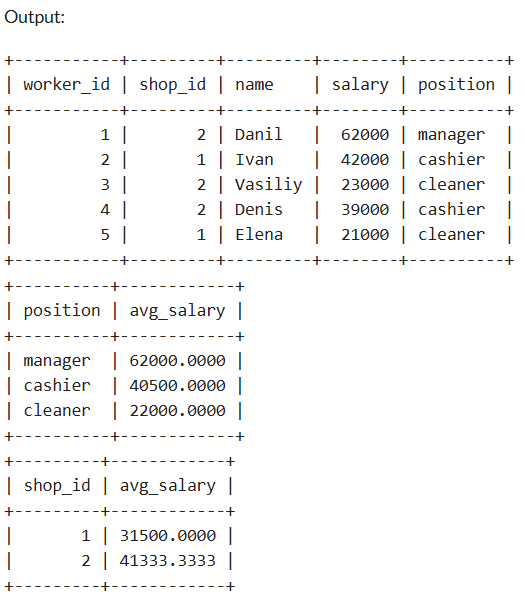 Output:
+-----------+---------+---------+--------+----------+
| worker_id | shop_id | name    | salary | position |
+-----------+---------+---------+--------+----------+
|         1 |       2 | Danil   |  62000 | manager  |
|         2 |       1 | Ivan    |  42000 | cashier  |
|         3 |       2 | Vasiliy |  23000 | cleaner  |
|         4 |       2 | Denis   |  39000 | cashier  |
|         5 |       1 | Elena   |  21000 | cleaner  |
+-----------+---------+---------+--------+----------+
+----------+------------+
| position | avg_salary |
+----------+------------+
| manager  | 62000.0000 |
| cashier  | 40500.0000 |
| cleaner  | 22000.0000 |
+----------+------------+
+---------+------------+
| shop_id | avg_salary |
+---------+------------+
|       1 | 31500.0000 |
|       2 | 41333.3333 |
+---------+------------+